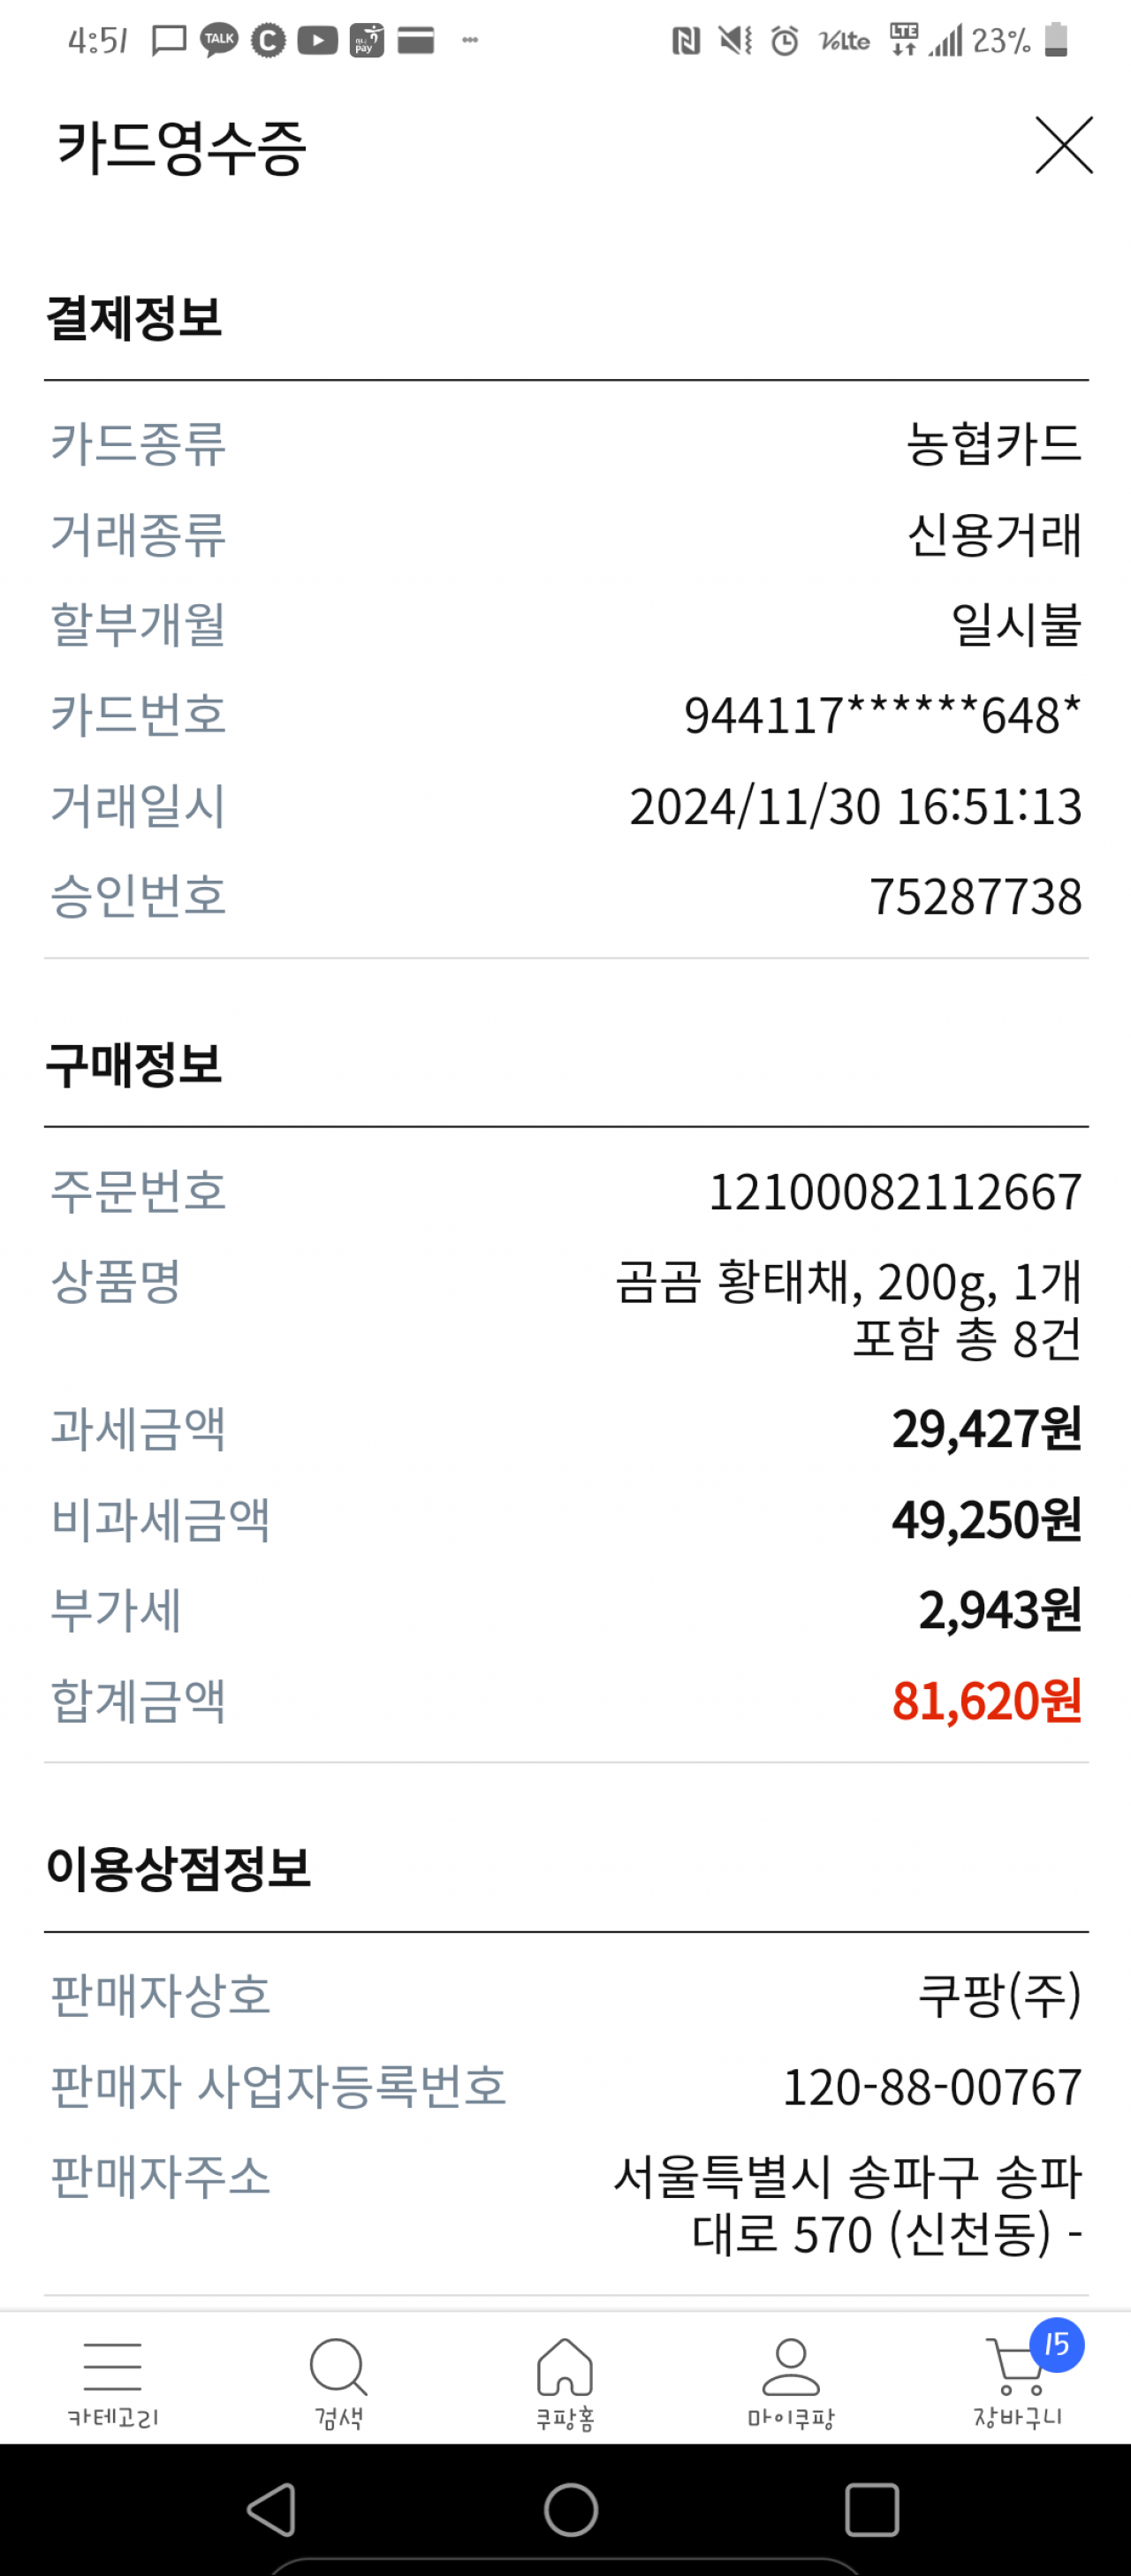 4:51 TALK C pay Volte LTE 23%
카드영수증
결제정보
카드종류 농협카드
거래종류 신용거래
할부개월 일시불
카드번호 944117******648*
거래일시 2024/11/30 16:51:13
승인번호 75287738
구매정보
주문번호 12100082112667
상품명 곰곰 황태채, 200g, 1개
포함 총 8건
과세금액 29,427원
비과세금액 49,250원
부가세 2,943원
합계금액 81,620원
이용상점정보
판매자상호 쿠팡(주)
판매자 사업자등록번호 120-88-00767
판매자주소 서울특별시 송파구 송파
대로 570 (신천동) -
15
카테고리 검색 쿠팡홈 마이쿠팡 장바구니